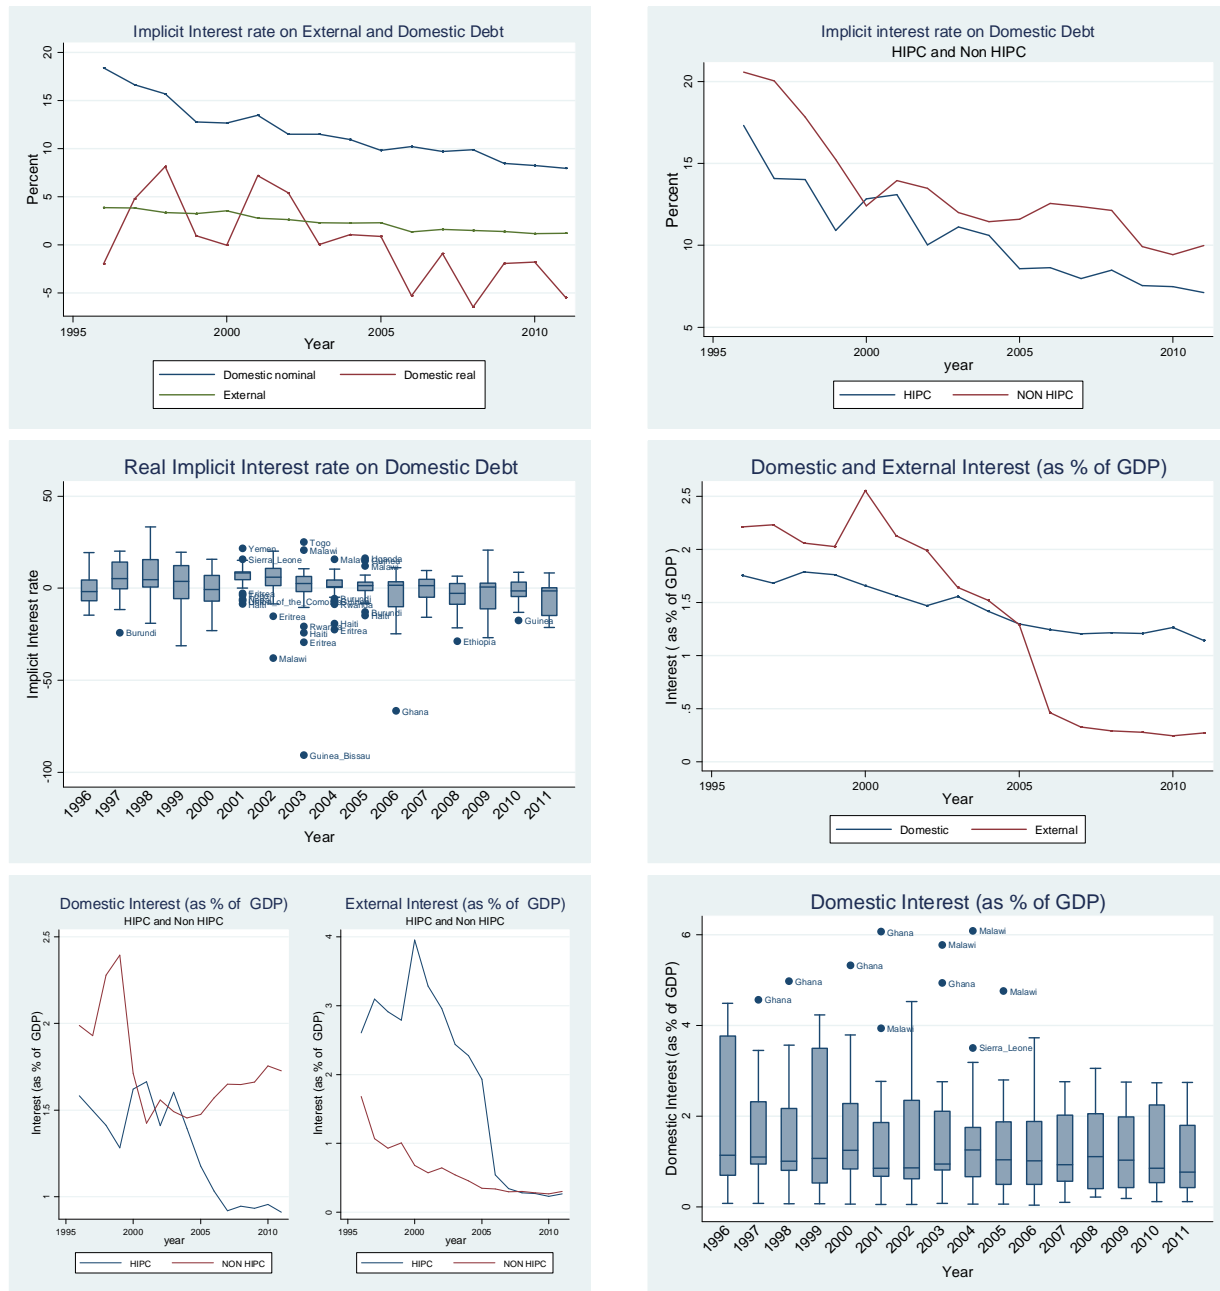 Implicit Interest rate on External and Domestic Debt
Percent
20
15
10
5
0
-5
1995
2000
2005
2010
Year
Domestic nominal
Domestic real
External
Implicit interest rate on Domestic Debt
HIPC and Non HIPC
Percent
20
15
10
5
1995
2000
2005
2010
year
HIPC
NON HIPC
Real Implicit Interest rate on Domestic Debt
Implicit Interest rate
50
0
-50
-100
Burundi
Yemen
Sierra_Leone
Eritrea
Haiti
Eritrea
Malawi
Togo
Malawi
Rwanda
Haiti
Eritrea
Guinea_Bissau
Burundi
Rwanda
Haiti
Eritrea
Malawi
Burundi
Haiti
Ghana
Ethiopia
Guinea
1996
1997
1998
1999
2000
2001
2002
2003
2004
2005
2006
2007
2008
2009
2010
2011
Year
Domestic and External Interest (as % of GDP)
Interest ( as % of GDP )
2.5
2
1.5
1
.5
0
1995
2000
2005
2010
Year
Domestic
External
Domestic Interest (as % of GDP)
HIPC and Non HIPC
Interest (as % of GDP)
2.5
2
1.5
1
1995
2000
2005
2010
year
HIPC
NON HIPC
External Interest (as % of GDP)
HIPC and Non HIPC
Interest (as % of GDP)
4
3
2
1
0
1995
2000
2005
2010
year
HIPC
NON HIPC
Domestic Interest (as % of GDP)
Domestic Interest (as % of GDP)
6
4
2
0
Ghana
Ghana
Ghana
Ghana
Malawi
Malawi
Ghana
Malawi
Sierra_Leone
Malawi
1996
1997
1998
1999
2000
2001
2002
2003
2004
2005
2006
2007
2008
2009
2010
2011
Year